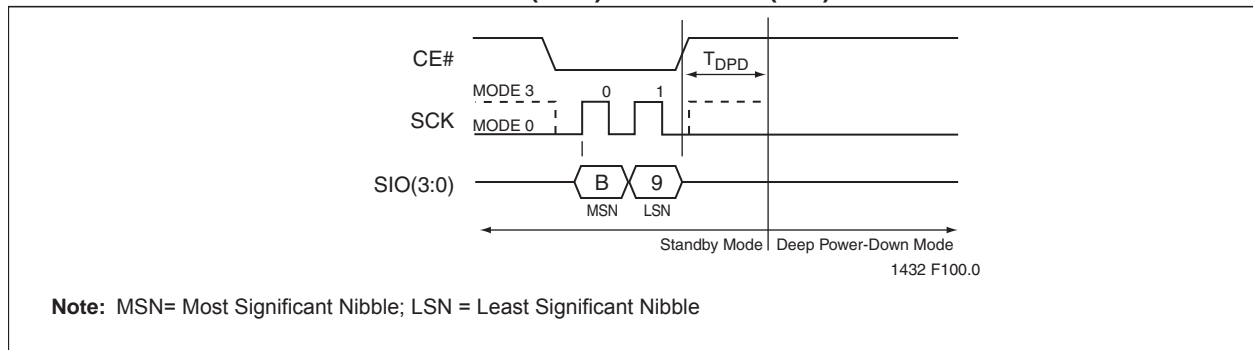 CE#
T_DPD
MODE 3
0 1
SCK
MODE 0
SIO(3:0)
B 9
MSN LSN
Standby Mode Deep Power-Down Mode
1432 F100.0
Note: MSN= Most Significant Nibble; LSN = Least Significant Nibble